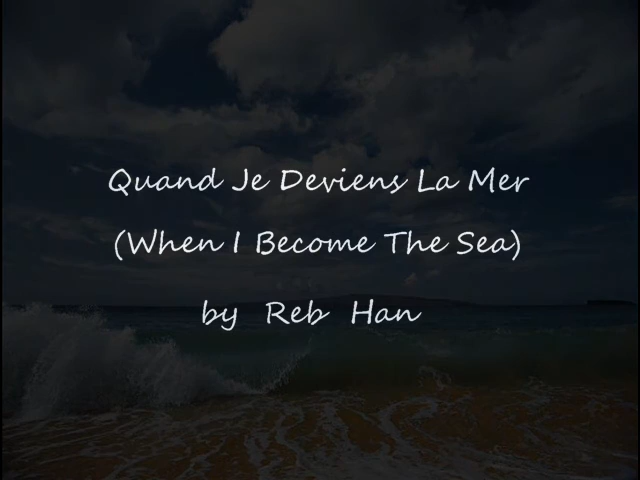 Quand Je Deviens La Mer
(When I Become The Sea)
by Reb Han